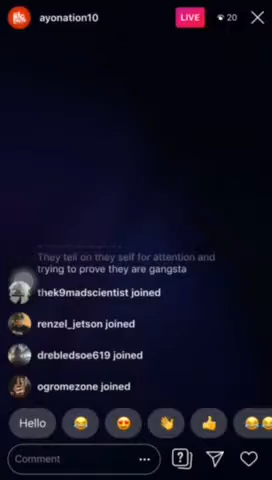 ayonation10
LIVE
20
They tell on they self for attention and
trying to prove they are gangsta
thek9madscientist joined
renzel_jetson joined
drebledsoe619 joined
ogromezone joined
Hello
Comment